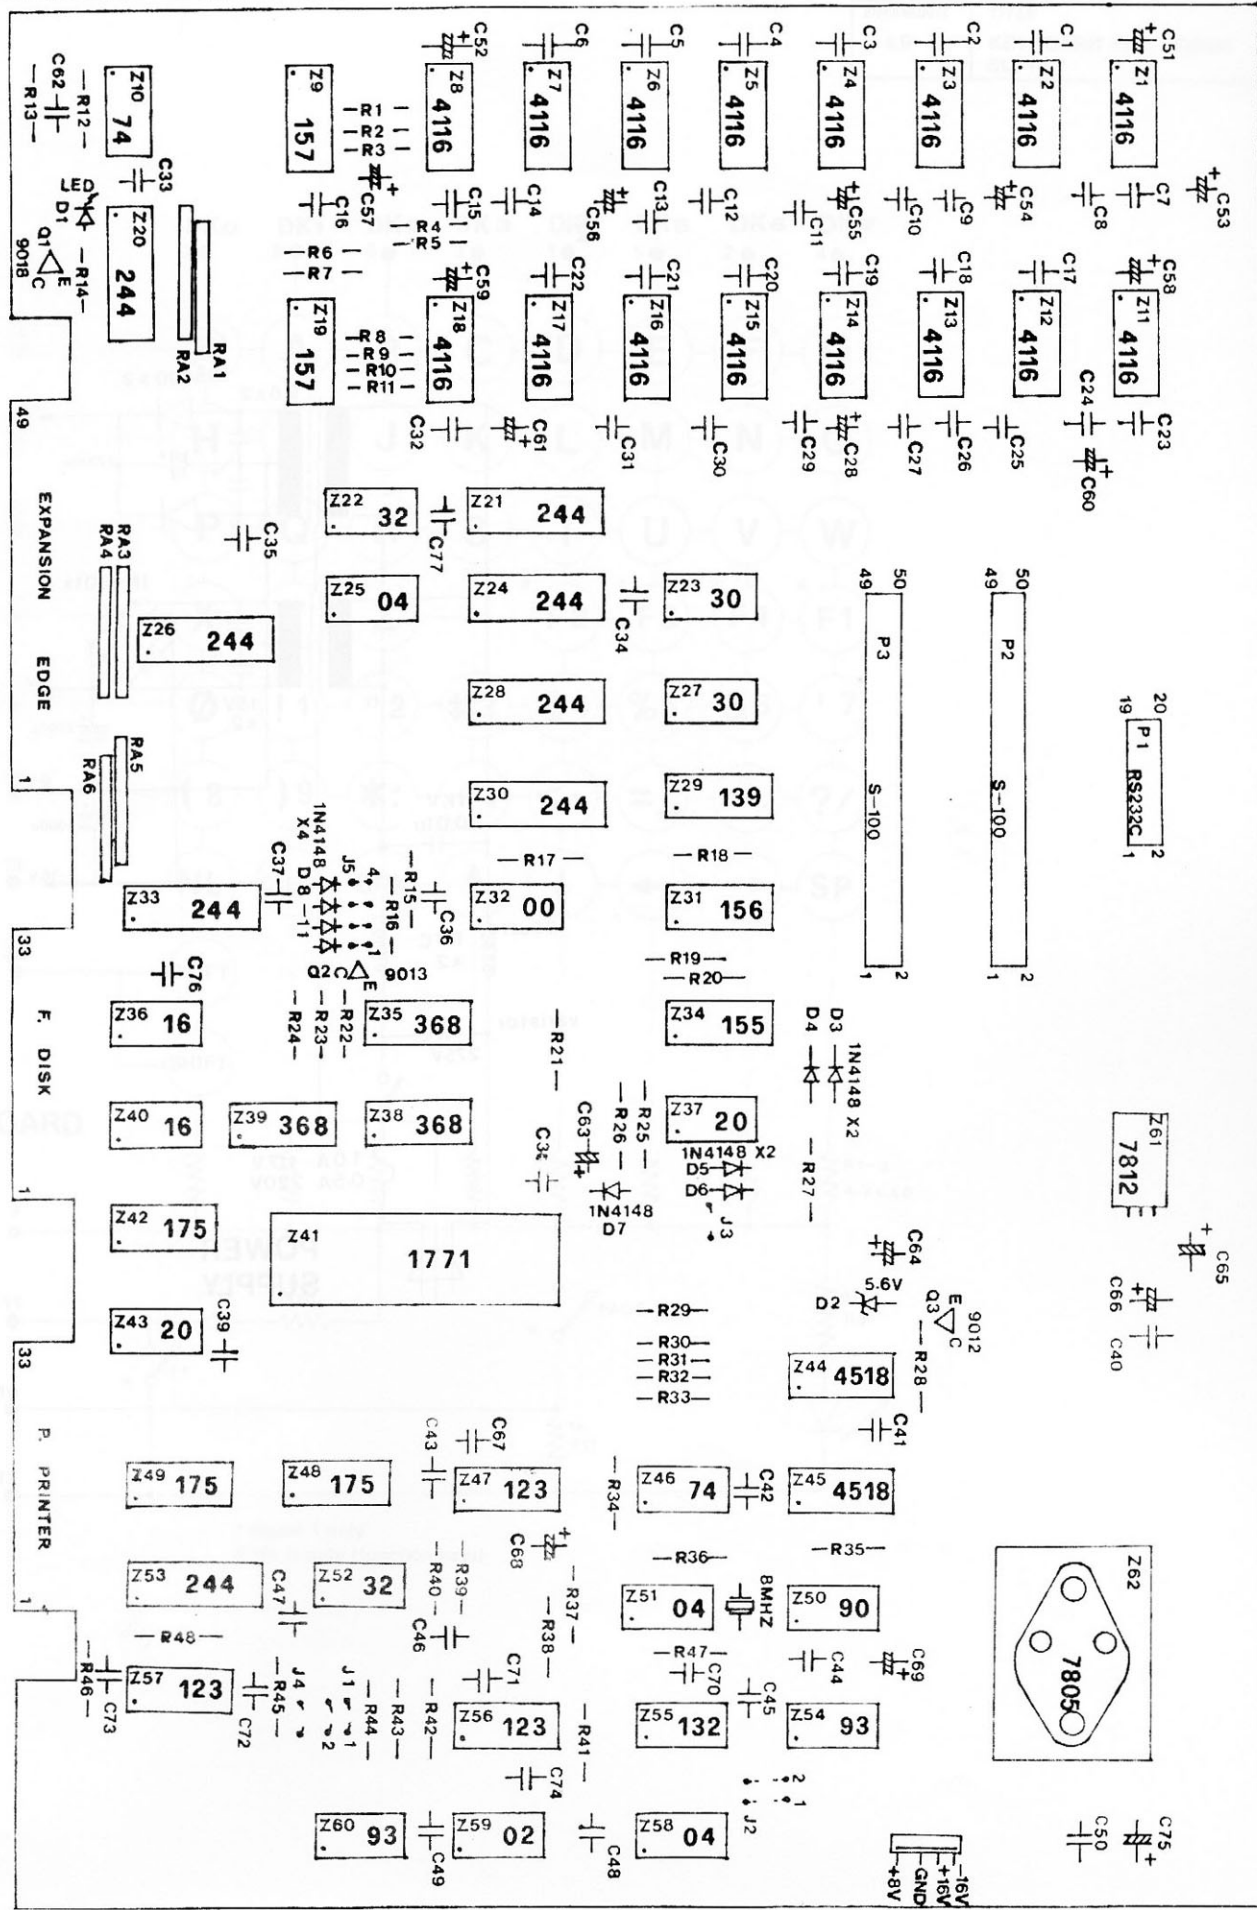 C52
C6
C5
C4
C3
C2
C1
C51
C62
R13
R12
Z10
74
Z9
157
R1
R2
R3
Z8
4116
Z7
4116
Z6
4116
Z5
4116
Z4
4116
Z3
4116
Z2
4116
Z1
4116
LED
D1
C33
C16
C57
C15
C14
C56
C13
C12
C11
C55
C10
C9
C54
C8
C7
C53
Q1
9018
E
C
R14
Z20
244
RA2
RA1
R4
R5
R6
R7
C59
C22
C21
C20
C19
C18
C17
C58
Z19
157
R8
R9
R10
R11
Z18
4116
Z17
4116
Z16
4116
Z15
4116
Z14
4116
Z13
4116
Z12
4116
Z11
4116
49
C32
C61
C31
C30
C29
C28
C27
C26
C25
C24
C23
C60
EXPANSION EDGE
1
RA4
RA3
C35
Z22
32
C77
Z21
244
Z25
04
Z24
244
C34
Z23
30
Z26
244
Z28
244
Z27
30
49
50
P3
S-100
1
2
49
50
P2
S-100
1
2
19
20
P1
RS232C
1
2
RA6
RA5
Z30
244
Z29
139
1N4148
X4
D8-11
C37
J5
4
1
R16
R15
C36
R17
R18
Z33
244
Z32
00
Z31
156
33
C76
Q2
C
E
9013
R19
R20
F. DISK
1
Z36
16
R24
R23
R22
Z35
368
R21
Z34
155
D4
D3
1N4148 X2
Z40
16
Z39
368
Z38
368
C63
R26
R25
Z37
20
1N4148 X2
D5
D6
R27
1N4148
D7
J3
Z61
7812
Z42
175
Z41
1771
C64
C65
5.6V
D2
Q3
E
C
9012
C66
C40
Z43
20
C39
R29
R30
R31
R32
R33
Z44
4518
R28
33
P. PRINTER
1
C43
C67
C41
Z49
175
Z48
175
Z47
123
R34
Z46
74
C42
Z45
4518
C68
R36
R35
Z53
244
C47
Z52
32
R40
R39
R37
R38
Z51
04
8MHZ
Z50
90
Z62
7805
R48
C46
R47
C70
C44
C69
R46
C73
Z57
123
C72
R45
J4
J1
2
1
R44
R43
R42
C71
Z56
123
R41
Z55
132
C45
Z54
93
C74
2
1
J2
Z60
93
C49
Z59
02
C48
Z58
04
+8V
GND
+16V
-16V
C50
C75